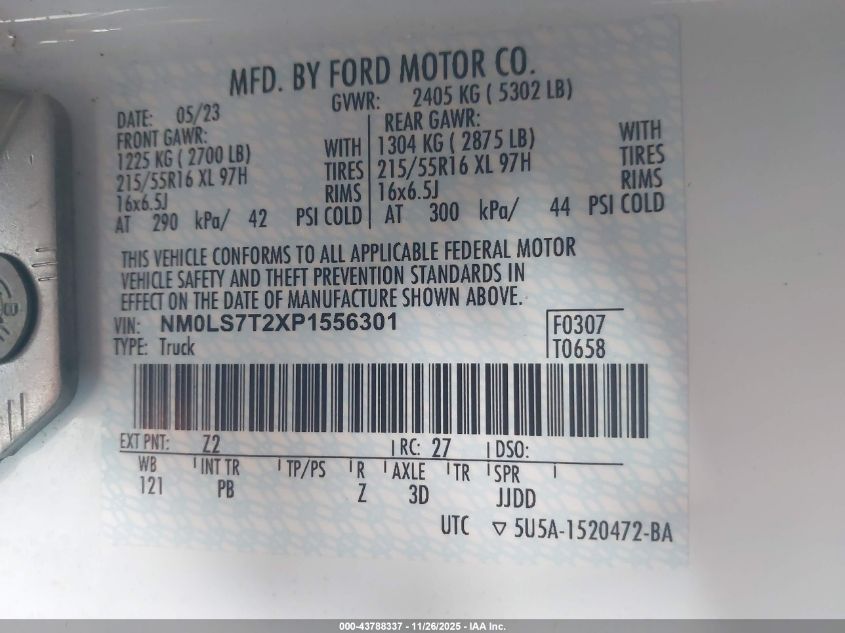 MFD. BY FORD MOTOR CO.
DATE: 05/23 GVWR: 2405 KG ( 5302 LB)
FRONT GAWR: REAR GAWR:
1225 KG ( 2700 LB) WITH 1304 KG ( 2875 LB) WITH
215/55R16 XL 97H TIRES 215/55R16 XL 97H TIRES
16x6.5J RIMS 16x6.5J RIMS
AT 290 kPa/ 42 PSI COLD AT 300 kPa/ 44 PSI COLD
THIS VEHICLE CONFORMS TO ALL APPLICABLE FEDERAL MOTOR
VEHICLE SAFETY AND THEFT PREVENTION STANDARDS IN
EFFECT ON THE DATE OF MANUFACTURE SHOWN ABOVE.
VIN: NM0LS7T2XP1556301 F0307
TYPE: Truck T0658
EXT PNT: Z2 RC: 27 DSO:
WB INT TR TP/PS R AXLE TR SPR
121 PB Z 3D JJDD
UTC ▽ 5U5A-1520472-BA
000-43788337 - 11/26/2025 - IAA Inc.